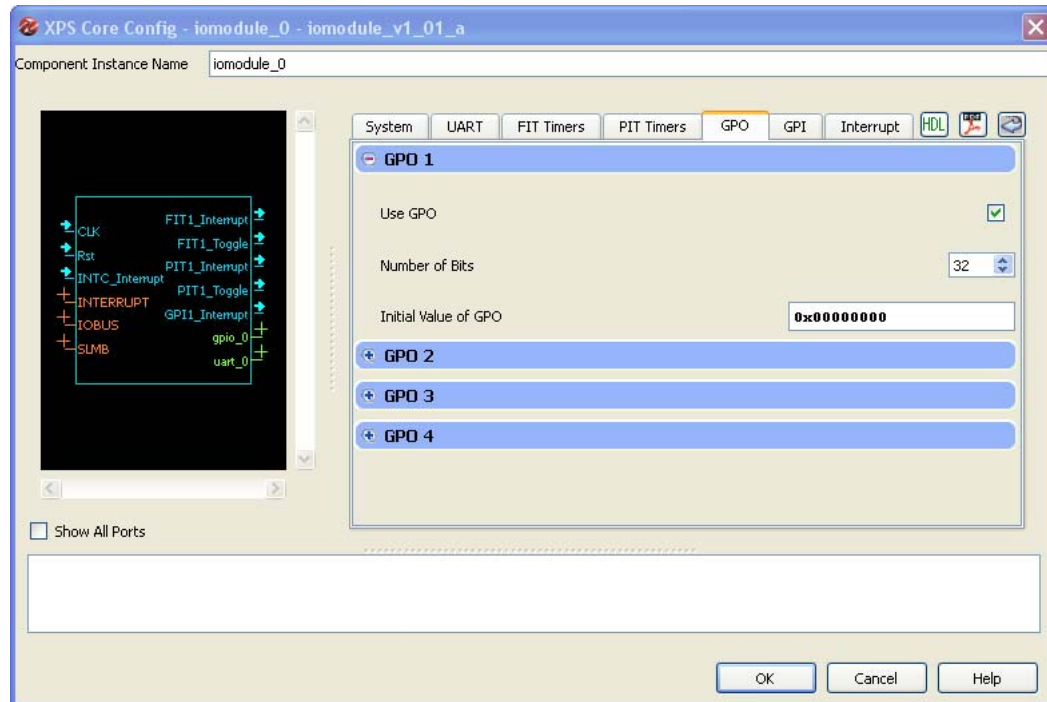 XPS Core Config - iomodule_0 - iomodule_v1_01_a
Component Instance Name iomodule_0
System UART FIT Timers PIT Timers GPO GPI Interrupt HDL
GPO 1
Use GPO
Number of Bits 32
Initial Value of GPO 0x00000000
GPO 2
GPO 3
GPO 4
CLK
Rst
INTC_Interrupt
INTERRUPT
IOBUS
SLMB
FIT1_Interrupt
FIT1_Toggle
PIT1_Interrupt
PIT1_Toggle
GPI1_Interrupt
gpio_0
uart_0
Show All Ports
OK Cancel Help